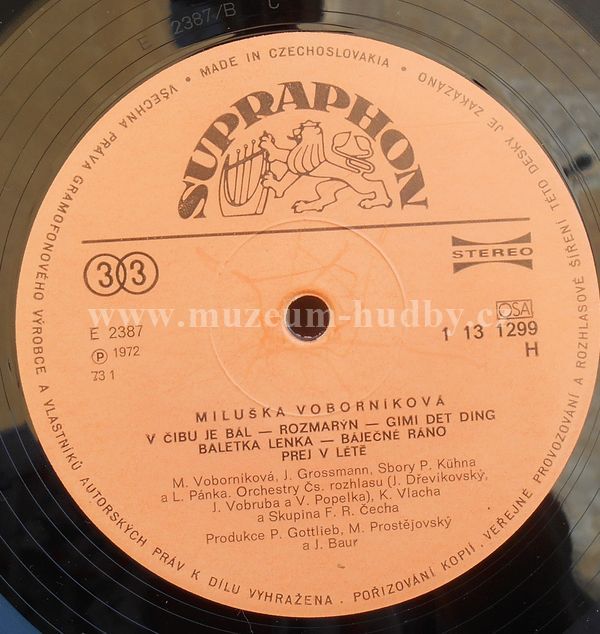 E 2387/B C
VŠECHNA PRÁVA GRAMOFONOVÉHO VÝROBCE A VLASTNÍKŮ AUTORSKÝCH PRÁV K DÍLU VYHRAŽENA. POŘIZOVÁNÍ KOPIÍ, VEŘEJNÉ PROVOZOVÁNÍ A ROZHLASOVÉ ŠÍŘENÍ TÉTO DESKY JE ZAKÁZÁNO • MADE IN CZECHOSLOVAKIA •
SUPRAPHON
33
STEREO
www.muzeum-hudby.cz
OSA
E 2387
1 13 1299
Ⓟ 1972
H
73 1
MILUŠKA VOBORNÍKOVÁ
V ČIBU JE BÁL — ROZMARÝN — GIMI DET DING
BALETKA LENKA — BÁJEČNÉ RÁNO
PREJ V LÉTĚ
M. Voborníková, J. Grossmann, Sbory P. Kühna
a L. Pánka. Orchestry Čs. rozhlasu (J. Dřevikovský,
J. Vobruba a V. Popelka), K. Vlacha
a Skupina F. R. Čecha
Produkce P. Gottlieb, M. Prostějovský
a J. Baur